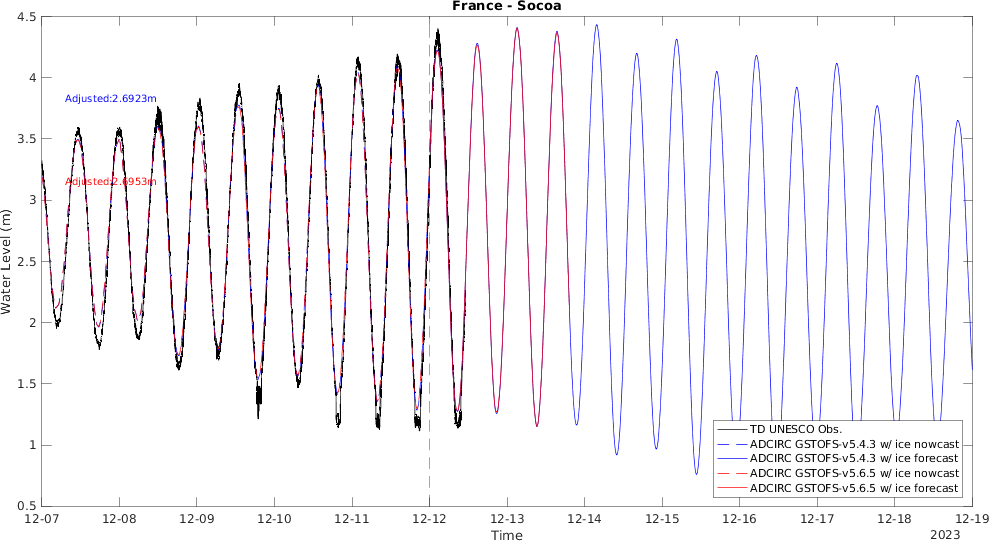 France - Socoa
4.5
4
3.5
3
2.5
2
1.5
1
0.5
Water Level (m)
Adjusted:2.6923m
Adjusted:2.6953m
TD UNESCO Obs.
ADCIRC GSTOFS-v5.4.3 w/ ice nowcast
ADCIRC GSTOFS-v5.4.3 w/ ice forecast
ADCIRC GSTOFS-v5.6.5 w/ ice nowcast
ADCIRC GSTOFS-v5.6.5 w/ ice forecast
12-07 12-08 12-09 12-10 12-11 12-12 12-13 12-14 12-15 12-16 12-17 12-18 12-19
Time
2023